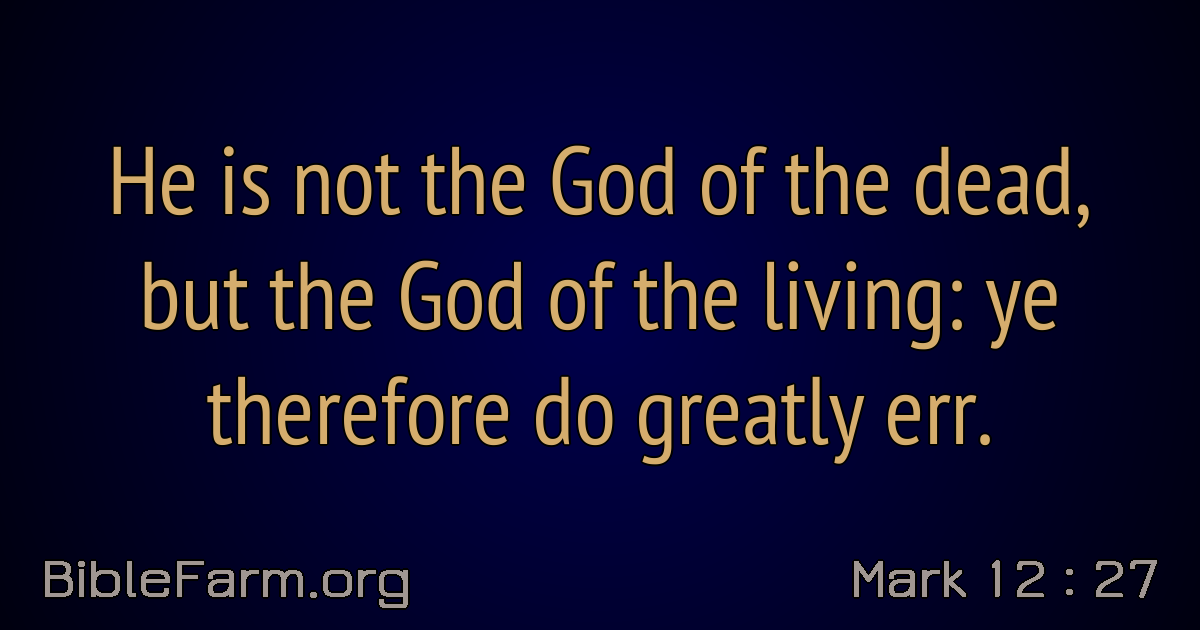 He is not the God of the dead,
but the God of the living: ye
therefore do greatly err.
BibleFarm.org
Mark 12 : 27